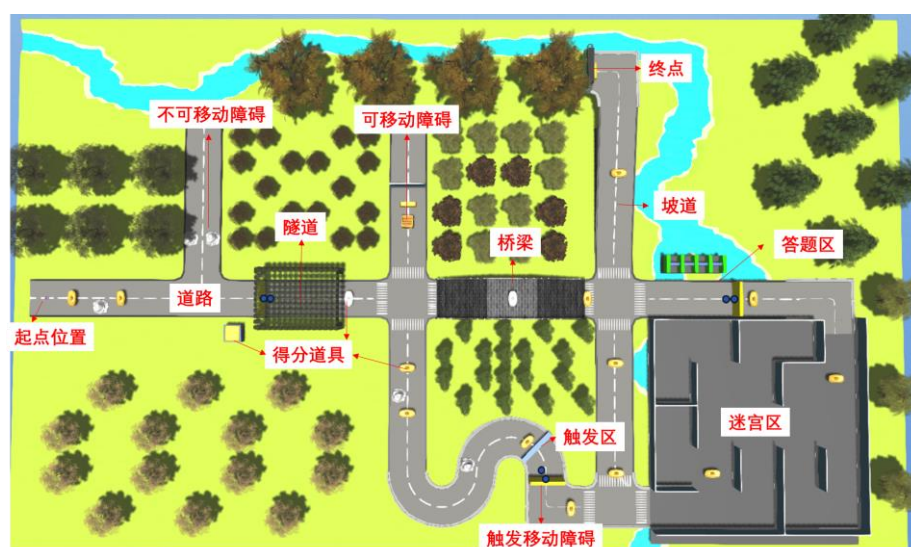 终点
不可移动障碍
可移动障碍
坡道
隧道
桥梁
答题区
道路
起点位置
得分道具
迷宫区
触发区
触发移动障碍